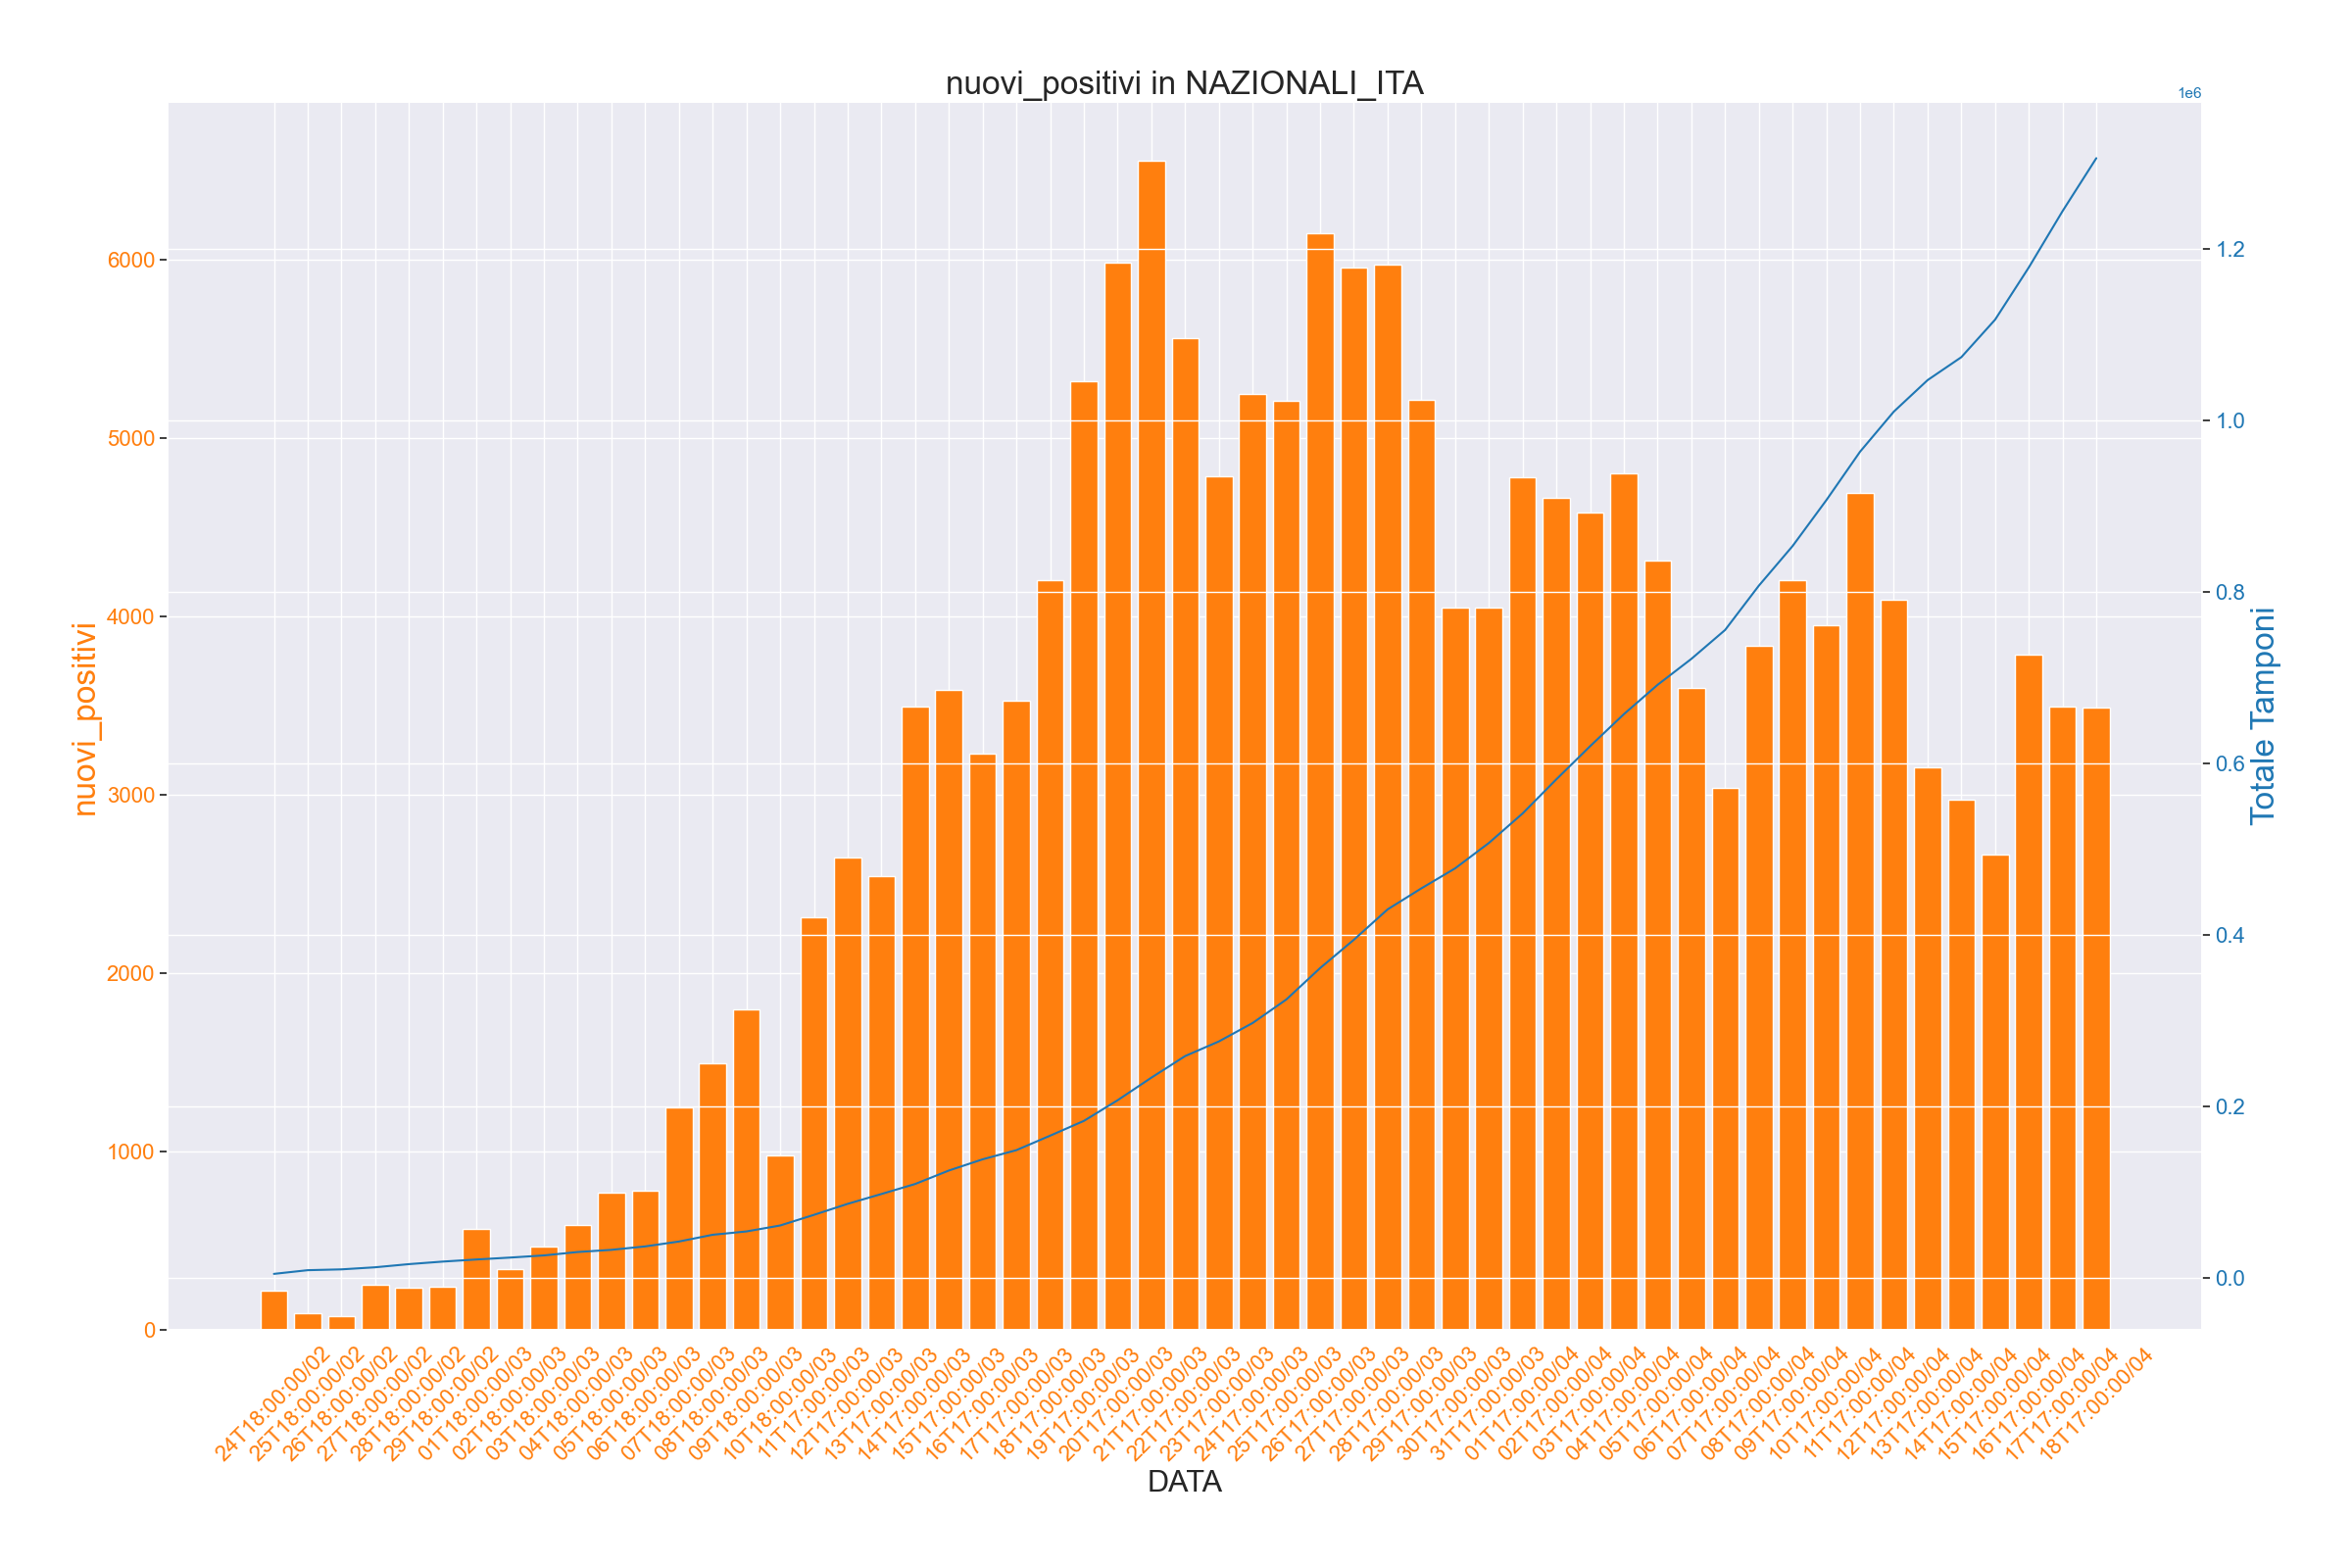 nuovi_positivi in NAZIONALI_ITA
1e6
nuovi_positivi
6000
5000
4000
3000
2000
1000
0
Totale Tamponi
1.2
1.0
0.8
0.6
0.4
0.2
0.0
24T18:00:00/02
25T18:00:00/02
26T18:00:00/02
27T18:00:00/02
28T18:00:00/02
29T18:00:00/02
01T18:00:00/03
02T18:00:00/03
03T18:00:00/03
04T18:00:00/03
05T18:00:00/03
06T18:00:00/03
07T18:00:00/03
08T18:00:00/03
09T18:00:00/03
10T18:00:00/03
11T17:00:00/03
12T17:00:00/03
13T17:00:00/03
14T17:00:00/03
15T17:00:00/03
16T17:00:00/03
17T17:00:00/03
18T17:00:00/03
19T17:00:00/03
20T17:00:00/03
21T17:00:00/03
22T17:00:00/03
23T17:00:00/03
24T17:00:00/03
25T17:00:00/03
26T17:00:00/03
27T17:00:00/03
28T17:00:00/03
29T17:00:00/03
30T17:00:00/03
31T17:00:00/03
01T17:00:00/04
02T17:00:00/04
03T17:00:00/04
04T17:00:00/04
05T17:00:00/04
06T17:00:00/04
07T17:00:00/04
08T17:00:00/04
09T17:00:00/04
10T17:00:00/04
11T17:00:00/04
12T17:00:00/04
13T17:00:00/04
14T17:00:00/04
15T17:00:00/04
16T17:00:00/04
17T17:00:00/04
18T17:00:00/04
DATA